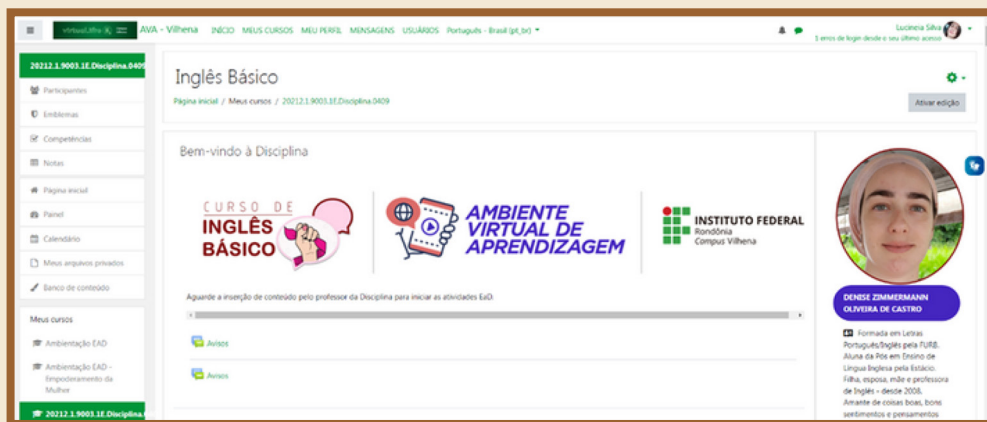 virtual.ifro AVA - Vilhena INÍCIO MEUS CURSOS MEU PERFIL MENSAGENS USUÁRIOS Português - Brasil (pt_br)
Lucineia Silva
1 erros de login desde o seu último acesso
20212.1.9003.1E.Disciplina.0409
Participantes
Emblemas
Competências
Notas
Página inicial
Painel
Calendário
Meus arquivos privados
Banco de conteúdo
Meus cursos
Ambientação EAD
Ambientação EAD -
Empoderamento da
Mulher
20212.1.9003.1E.Disciplina.
Inglês Básico
Página inicial / Meus cursos / 20212.1.9003.1E.Disciplina.0409
Ativar edição
Bem-vindo à Disciplina
CURSO DE
INGLÊS
BÁSICO
AMBIENTE
VIRTUAL DE
APRENDIZAGEM
INSTITUTO FEDERAL
Rondônia
Campus Vilhena
Aguarde a inserção de conteúdo pelo professor da Disciplina para iniciar as atividades EaD.
Avisos
Avisos
DENISE ZIMMERMANN
OLIVEIRA DE CASTRO
Formada em Letras
Português/Inglês pela FURB.
Aluna da Pós em Ensino de
Língua Inglesa pela Estácio.
Filha, esposa, mãe e professora
de Inglês - desde 2008.
Amante de coisas boas, bons
sentimentos e pensamentos